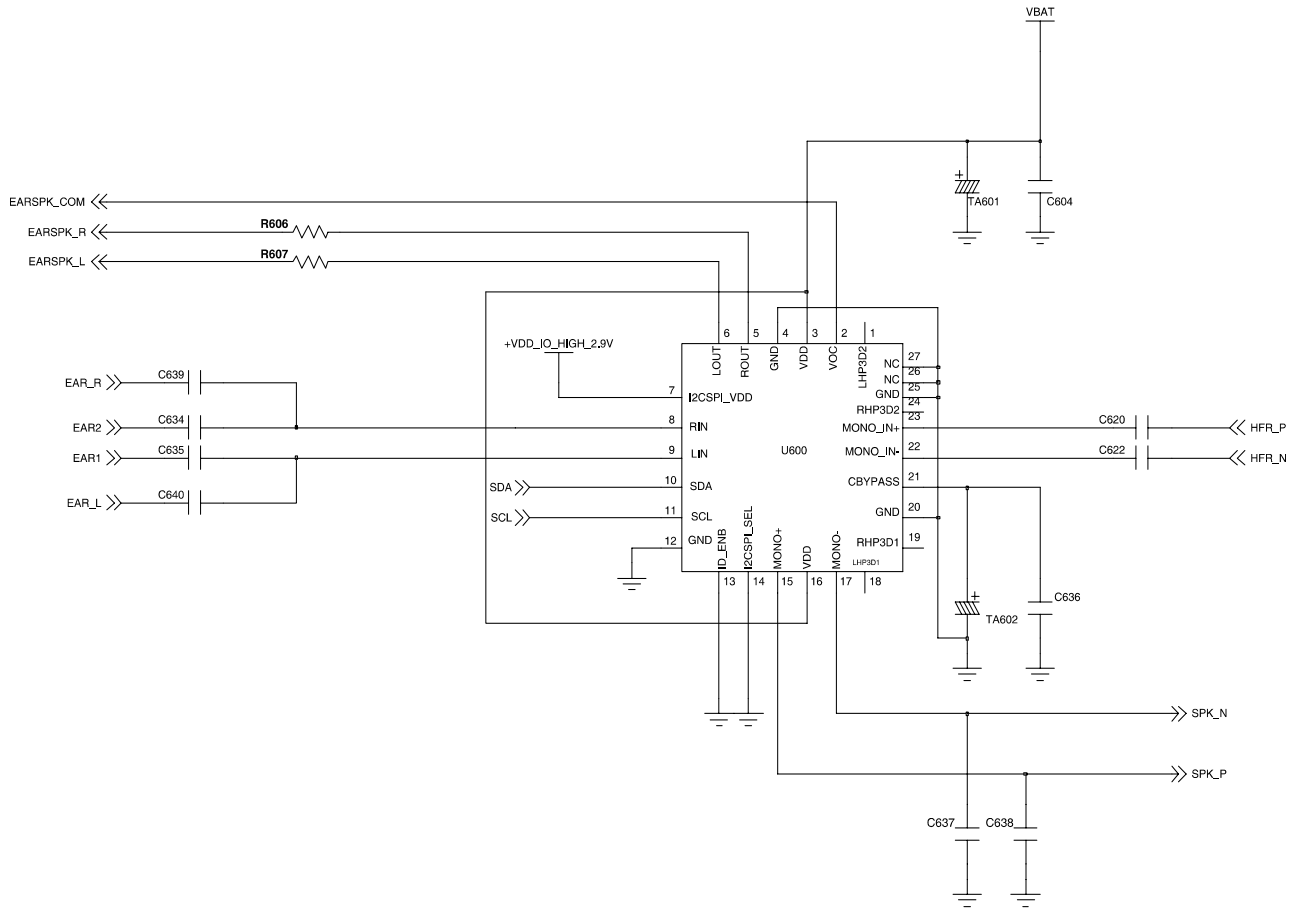 VBAT
EARSPK_COM
EARSPK_R
R606
EARSPK_L
R607
+
TA601
C604
+VDD_IO_HIGH_2.9V
6 5 4 3 2 1
LOUT
ROUT
GND
VDD
VOC
LHP3D2
EAR_R
C639
EAR2
C634
EAR1
C635
EAR_L
C640
7 I2CSPI_VDD
8 RIN
9 LIN
SDA 10 SDA
SCL 11 SCL
12 GND
U600
NC 27
NC 26
GND 25
RHP3D2 24
MONO_IN+ 23
MONO_IN- 22
CBYPASS 21
GND 20
RHP3D1 19
C620 HFR_P
C622 HFR_N
ID_ENB
I2CSPI_SEL
MONO+
VDD
MONO-
LHP3D1
13 14 15 16 17 18
+
TA602
C636
SPK_N
SPK_P
C637
C638